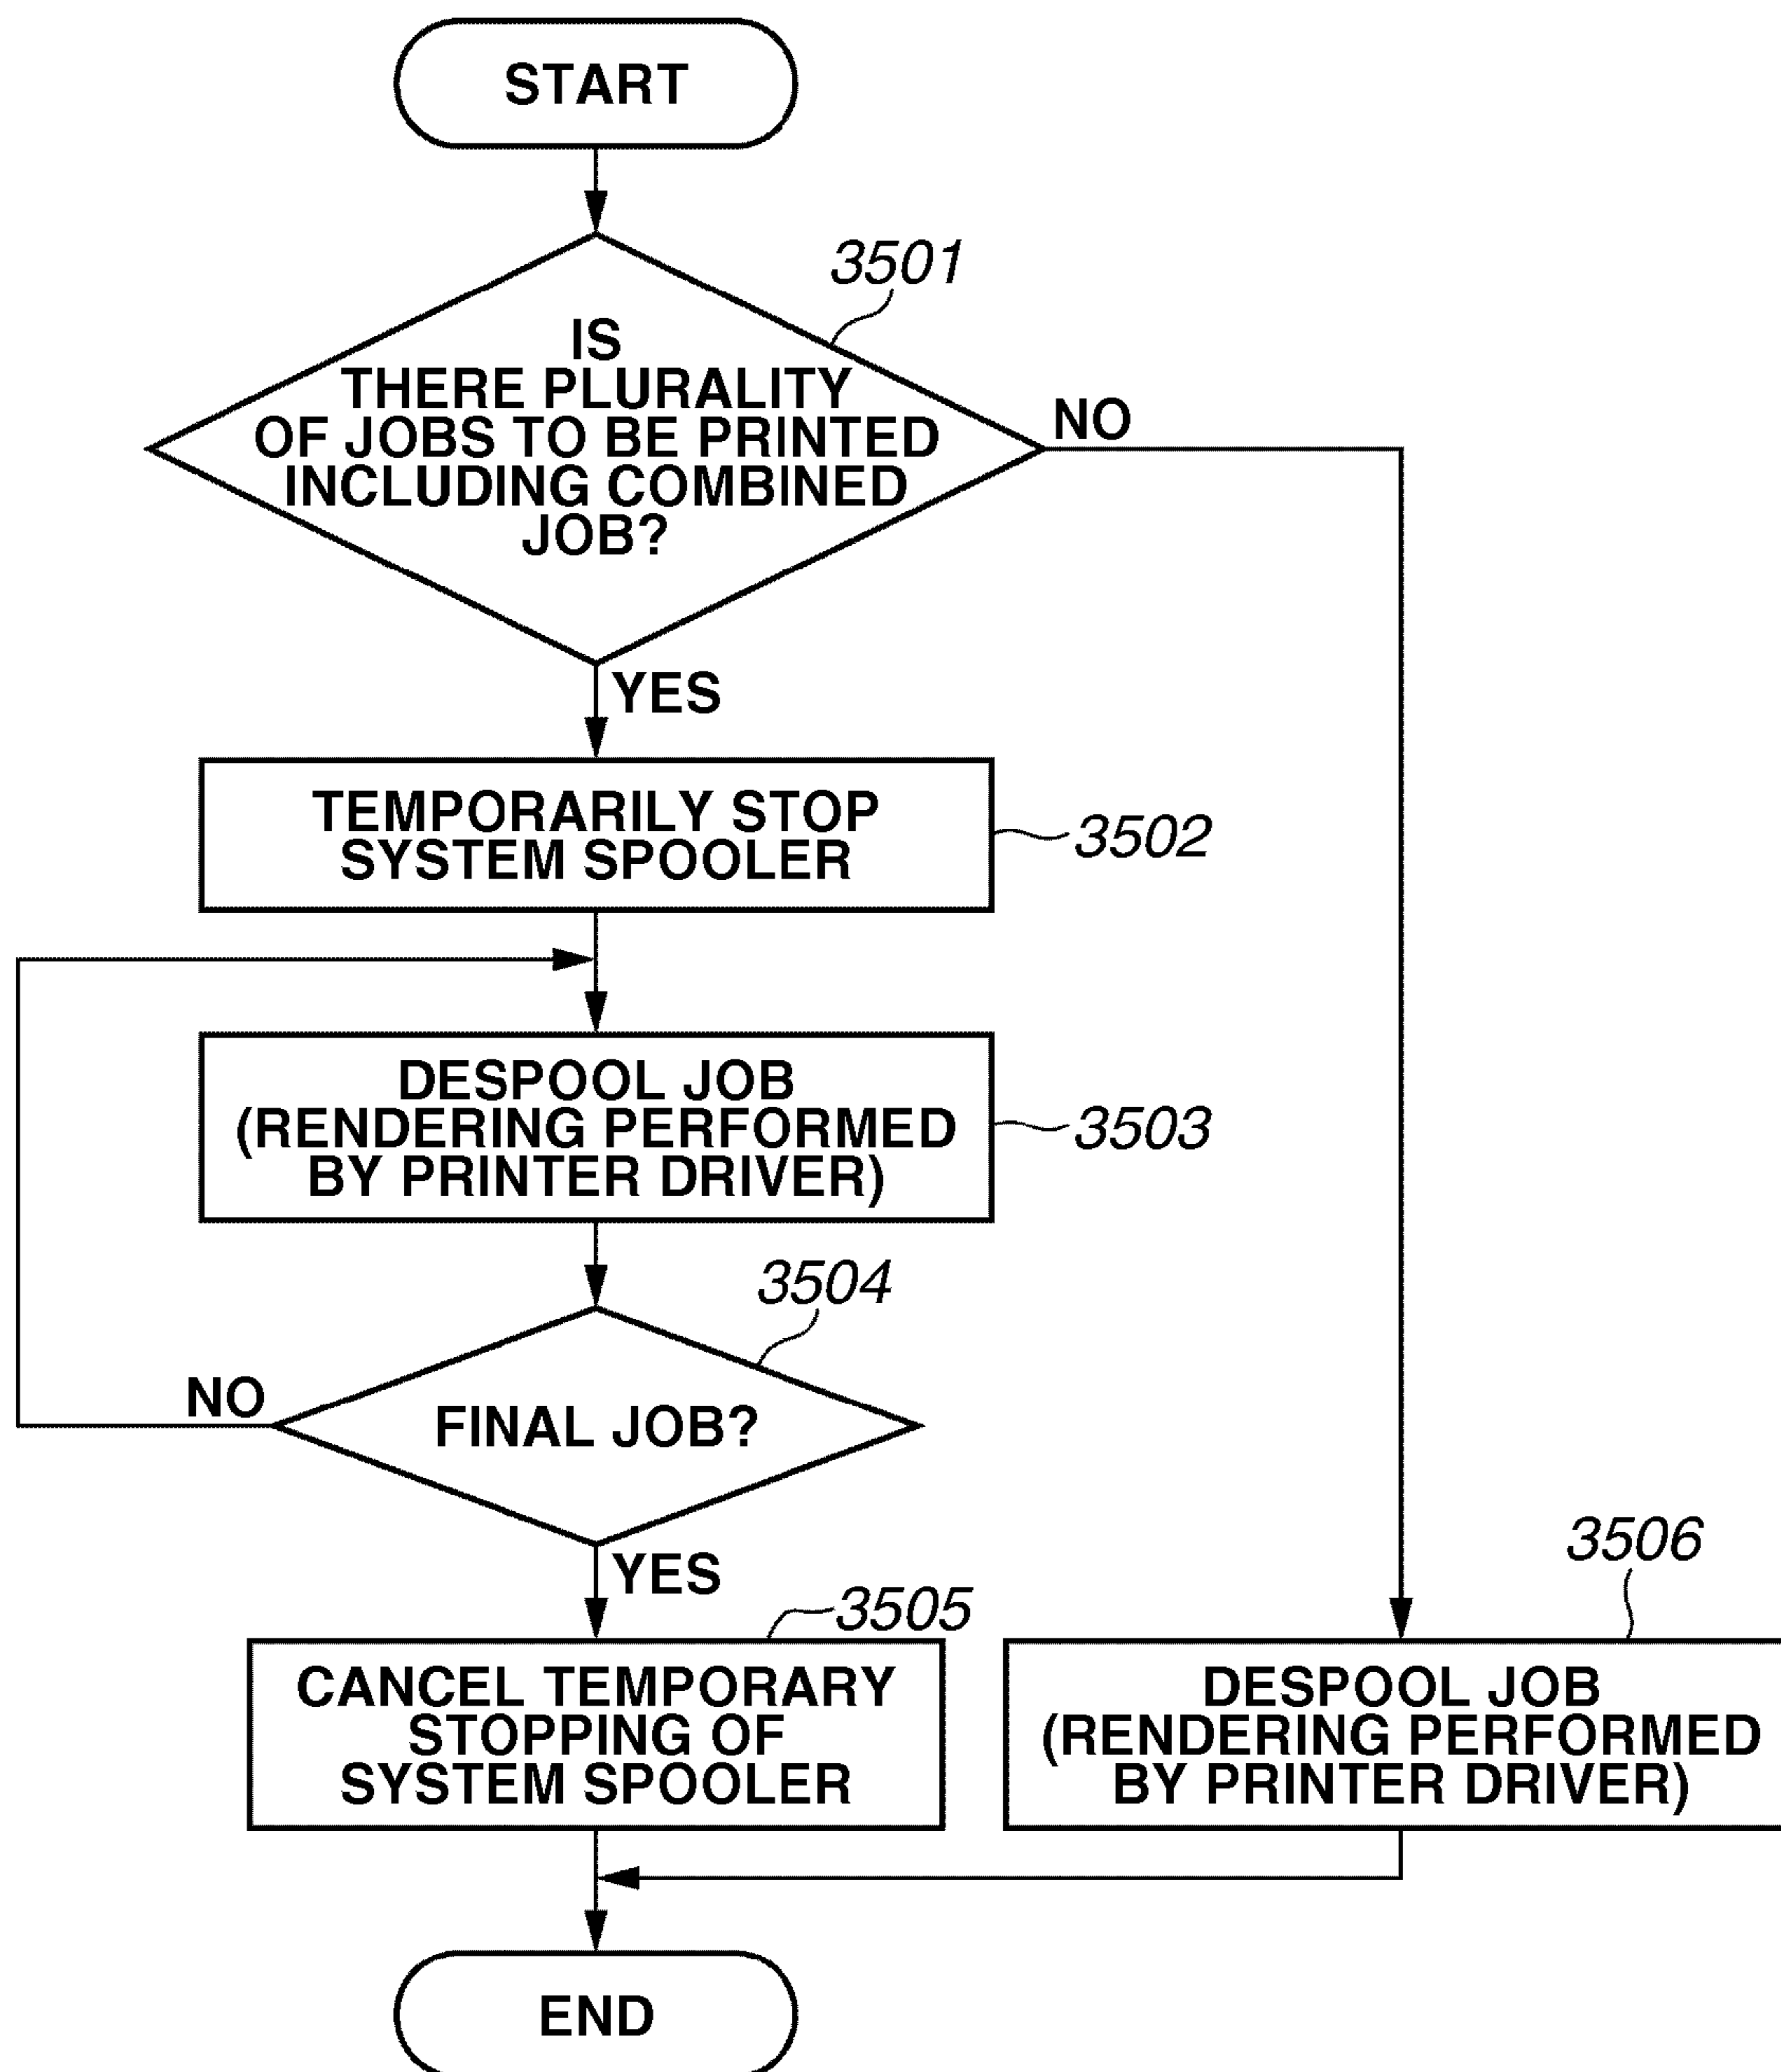 START
3501
IS
THERE PLURALITY
OF JOBS TO BE PRINTED
INCLUDING COMBINED
JOB?
NO
YES
TEMPORARILY STOP
SYSTEM SPOOLER
3502
DESPOOL JOB
(RENDERING PERFORMED
BY PRINTER DRIVER)
3503
3504
NO
FINAL JOB?
YES
3505
3506
CANCEL TEMPORARY
STOPPING OF
SYSTEM SPOOLER
DESPOOL JOB
(RENDERING PERFORMED
BY PRINTER DRIVER)
END